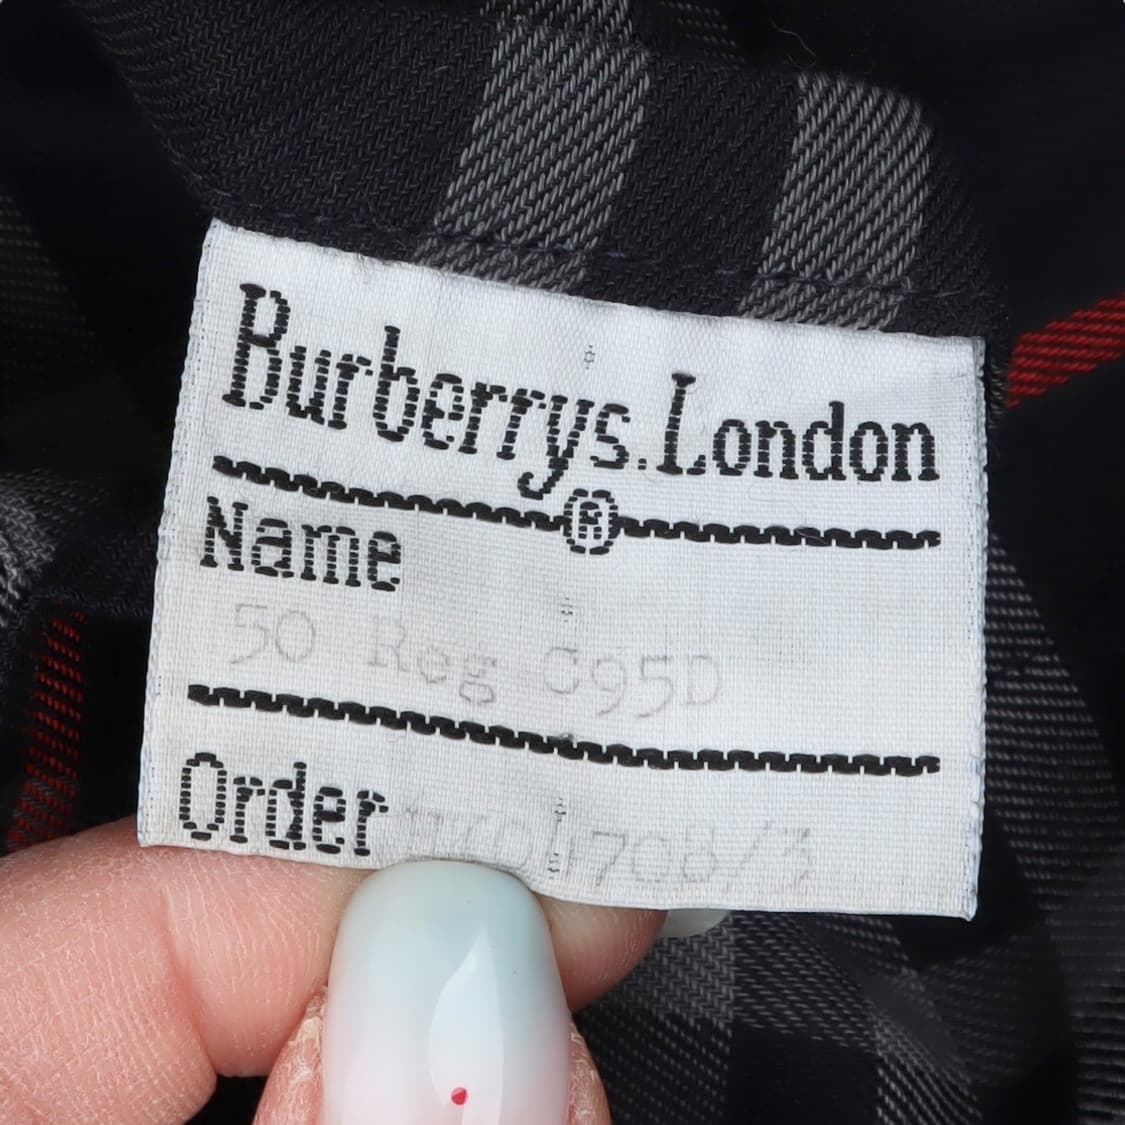 Burberrys.London
®
Name
50 Reg C95D
Order